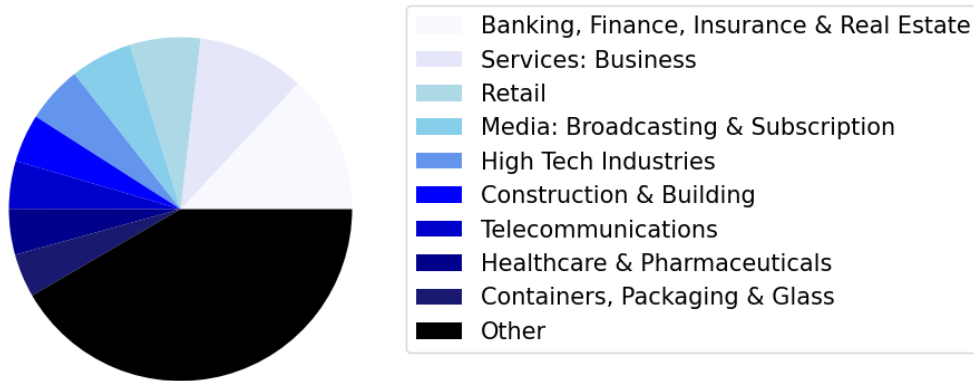 Banking, Finance, Insurance & Real Estate
Services: Business
Retail
Media: Broadcasting & Subscription
High Tech Industries
Construction & Building
Telecommunications
Healthcare & Pharmaceuticals
Containers, Packaging & Glass
Other